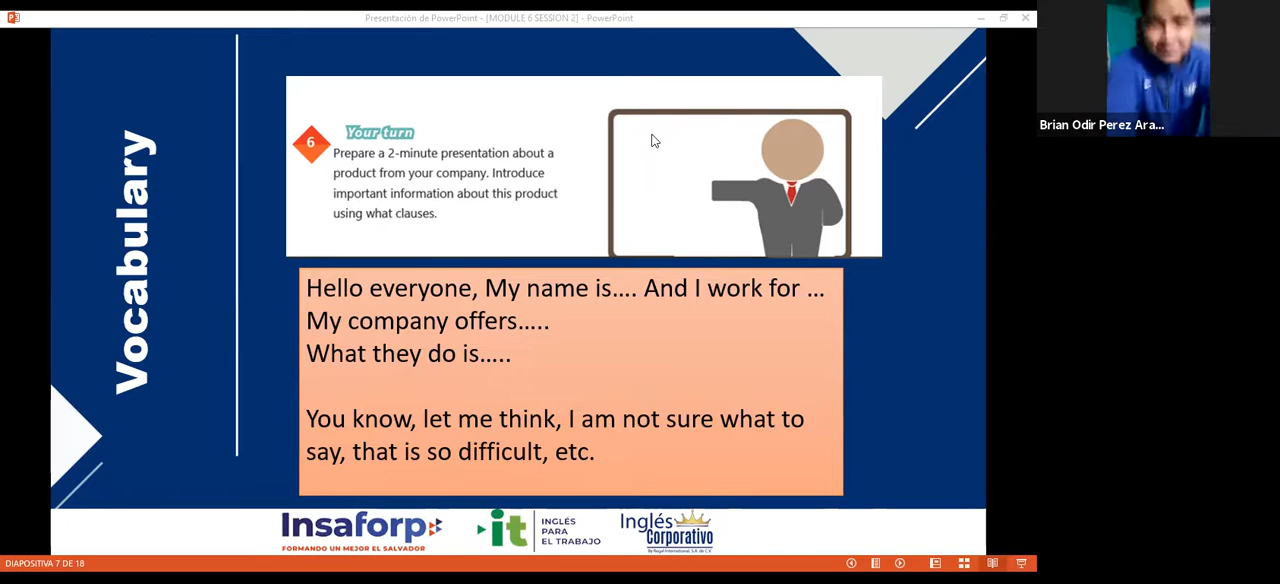 Presentación de PowerPoint - [MODULE 6 SESSION 2] - PowerPoint
Brian Odir Perez Ara...
Vocabulary
6
Your turn
Prepare a 2-minute presentation about a
product from your company. Introduce
important information about this product
using what clauses.
Hello everyone, My name is.... And I work for ...
My company offers.....
What they do is.....
You know, let me think, I am not sure what to
say, that is so difficult, etc.
Insaforp
FORMANDO UN MEJOR EL SALVADOR
it
INGLÉS
PARA
EL TRABAJO
Inglés
Corporativo
By Regal International, S.A. de C.V.
DIAPOSITIVA 7 DE 18